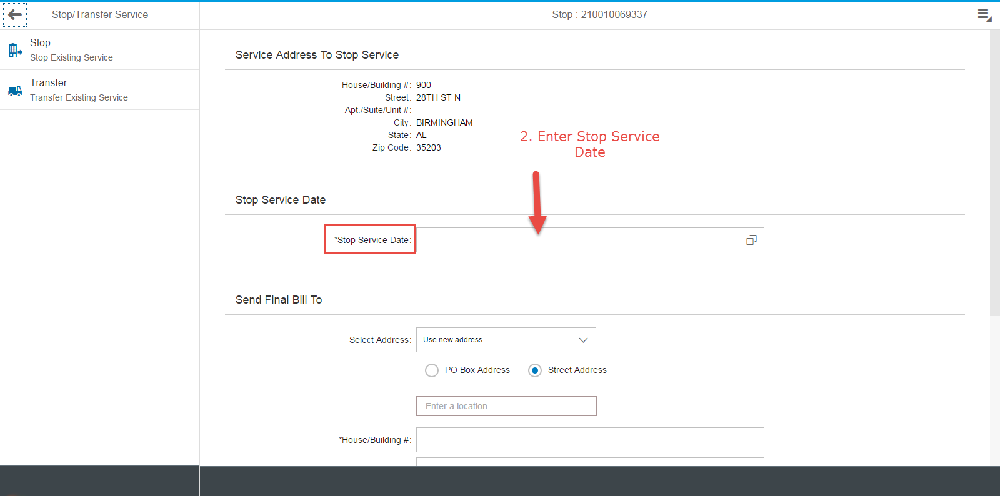 Stop/Transfer Service
Stop : 210010069337
Stop
Stop Existing Service
Transfer
Transfer Existing Service
Service Address To Stop Service
House/Building #: 900
Street: 28TH ST N
Apt./Suite/Unit #:
City: BIRMINGHAM
State: AL
Zip Code: 35203
2. Enter Stop Service
Date
Stop Service Date
*Stop Service Date:
Send Final Bill To
Select Address: Use new address
PO Box Address Street Address
Enter a location
*House/Building #: